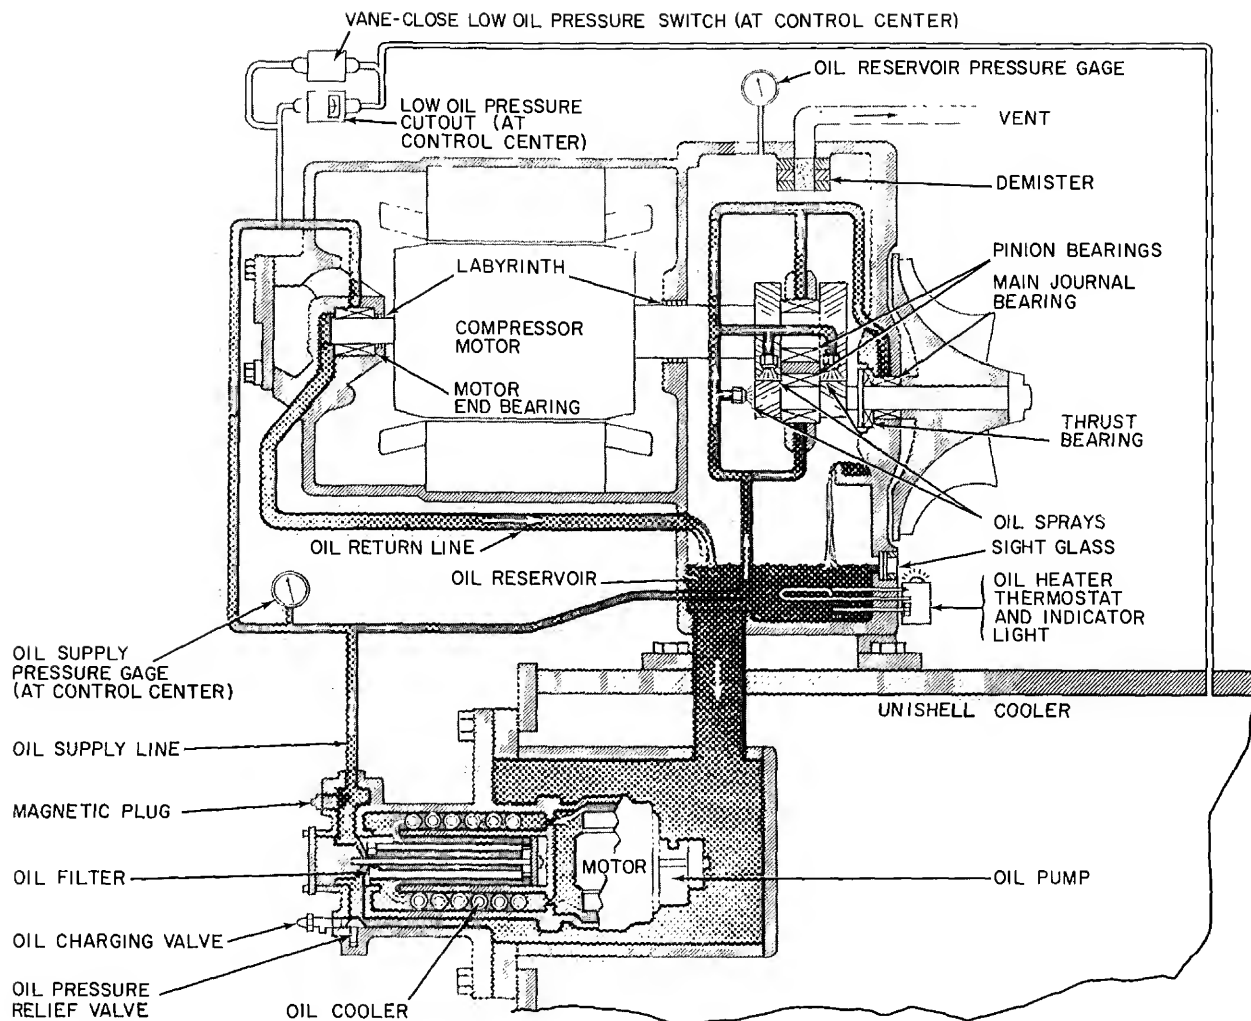 VANE-CLOSE LOW OIL PRESSURE SWITCH (AT CONTROL CENTER)
OIL RESERVOIR PRESSURE GAGE
LOW OIL PRESSURE
CUTOUT (AT
CONTROL CENTER)
VENT
DEMISTER
PINION BEARINGS
MAIN JOURNAL
BEARING
LABYRINTH
COMPRESSOR
MOTOR
MOTOR
END BEARING
THRUST
BEARING
OIL SPRAYS
SIGHT GLASS
OIL RETURN LINE
OIL RESERVOIR
OIL HEATER
THERMOSTAT
AND INDICATOR
LIGHT
OIL SUPPLY
PRESSURE GAGE
(AT CONTROL CENTER)
UNISHELL COOLER
OIL SUPPLY LINE
MAGNETIC PLUG
MOTOR
OIL FILTER
OIL PUMP
OIL CHARGING VALVE
OIL PRESSURE
RELIEF VALVE
OIL COOLER